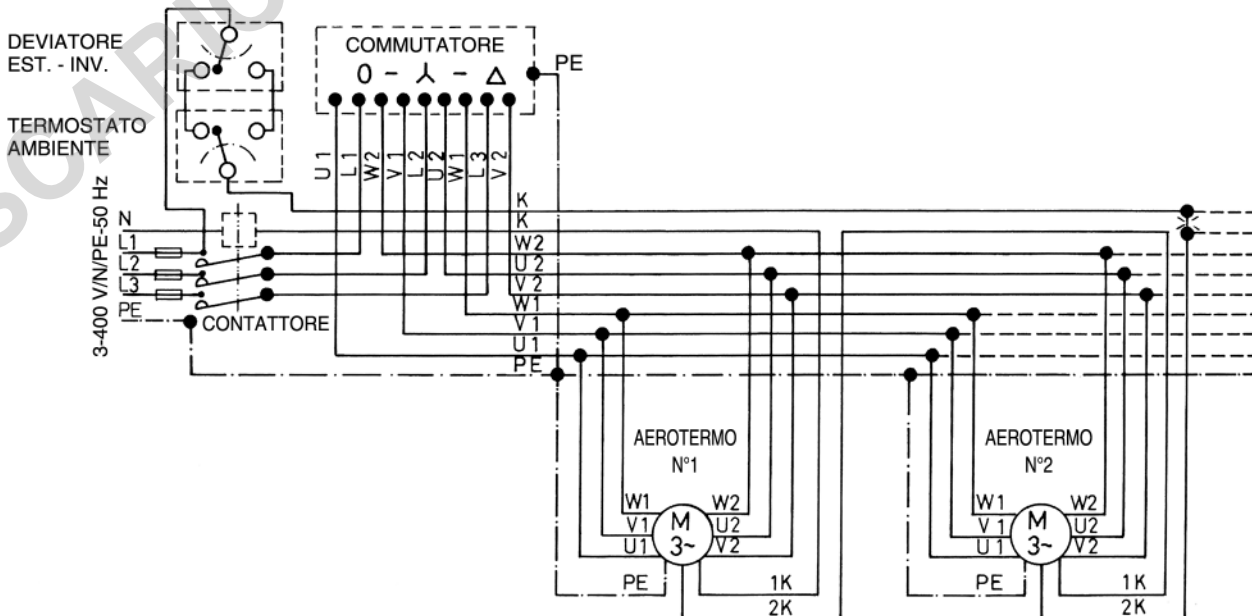 SCARIC
DEVIATORE
EST. - INV.
TERMOSTATO
AMBIENTE
COMMUTATORE
0 - 人 - Δ
PE
U1 L1 W2 V1 L2 U2 W1 L3 V2
3-400 V/N/PE-50 Hz
N
L1
L2
L3
PE
CONTATTORE
K
K
W2
U2
V2
W1
V1
U1
PE
AEROTERMO
N°1
W1 W2
V1 U2
U1 V2
M
3~
PE
1K
2K
AEROTERMO
N°2
W1 W2
V1 U2
U1 V2
M
3~
PE
1K
2K